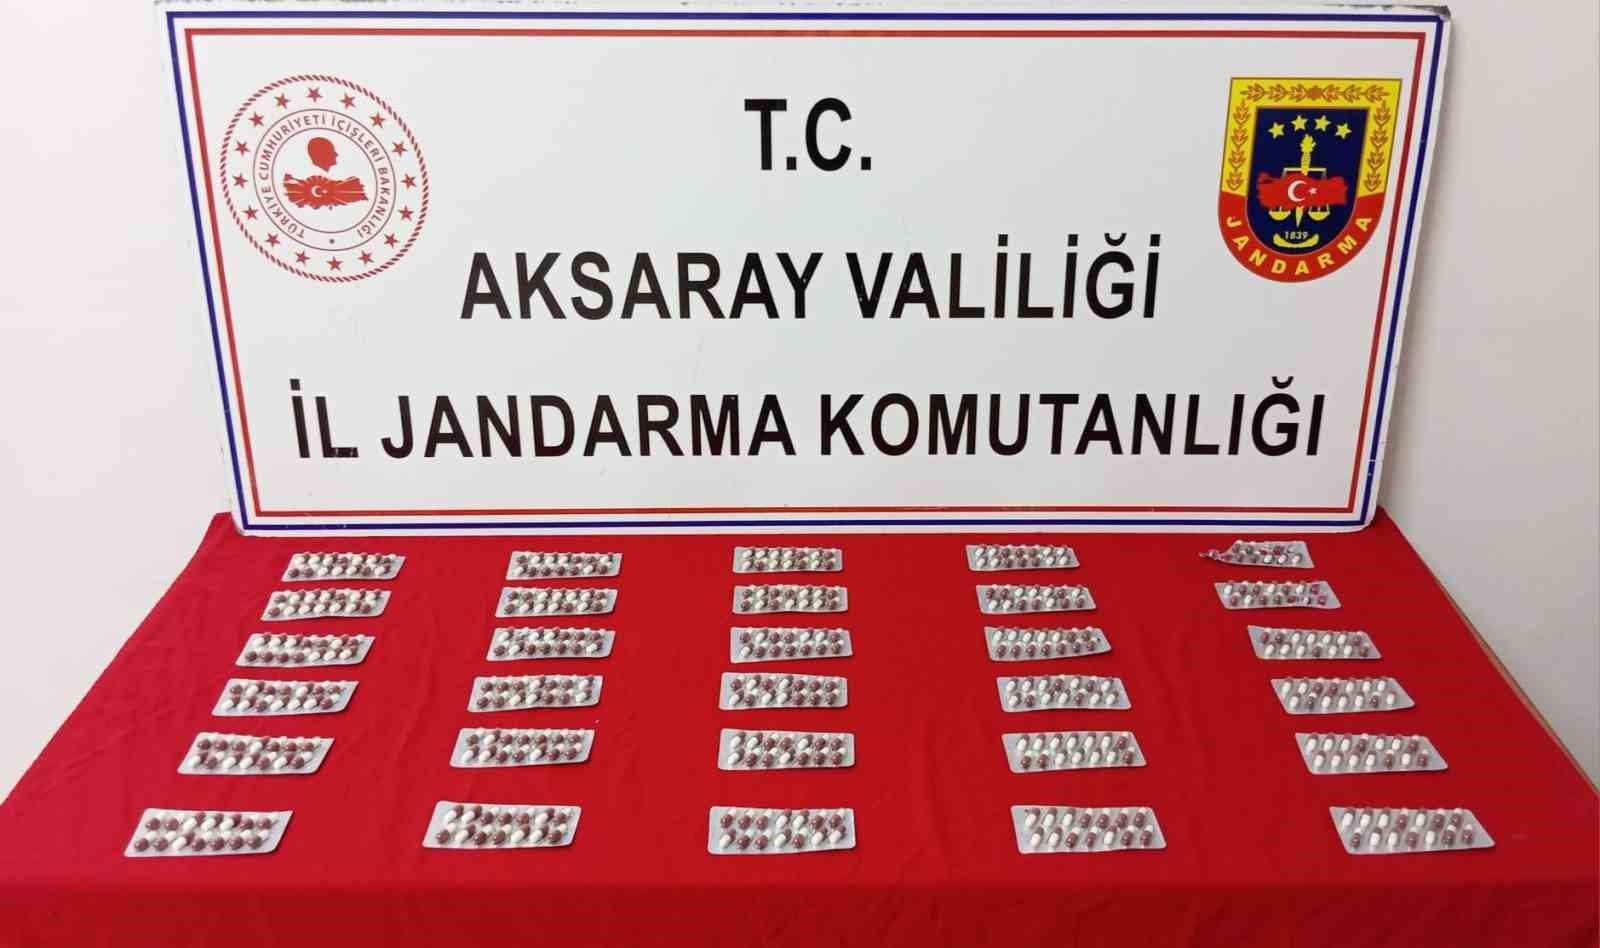 T.C.
AKSARAY VALİLİĞİ
İL JANDARMA KOMUTANLIĞI
TÜRKİYE CUMHURİYETİ İÇİŞLERİ BAKANLIĞI
1839
JANDARMA